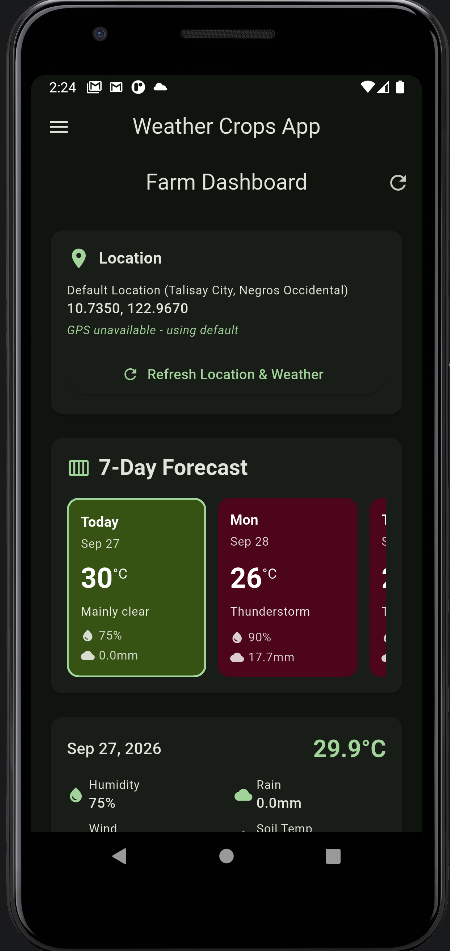 2:24
Weather Crops App
Farm Dashboard
Location
Default Location (Talisay City, Negros Occidental)
10.7350, 122.9670
GPS unavailable - using default
Refresh Location & Weather
7-Day Forecast
Today
Sep 27
30°C
Mainly clear
75%
0.0mm
Mon
Sep 28
26°C
Thunderstorm
90%
17.7mm
Sep 27, 2026
29.9°C
Humidity
75%
Rain
0.0mm
Wind
Soil Temp